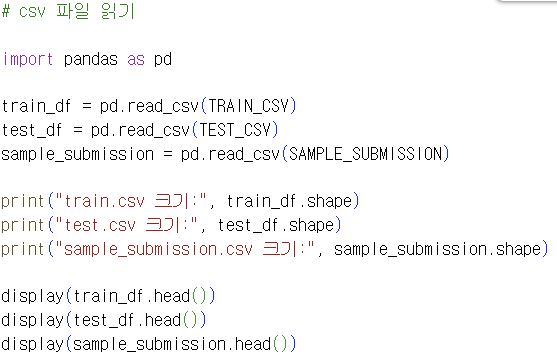 # csv 파일 읽기
import pandas as pd
train_df = pd.read_csv(TRAIN_CSV)
test_df = pd.read_csv(TEST_CSV)
sample_submission = pd.read_csv(SAMPLE_SUBMISSION)
print("train.csv 크기:", train_df.shape)
print("test.csv 크기:", test_df.shape)
print("sample_submission.csv 크기:", sample_submission.shape)
display(train_df.head())
display(test_df.head())
display(sample_submission.head())